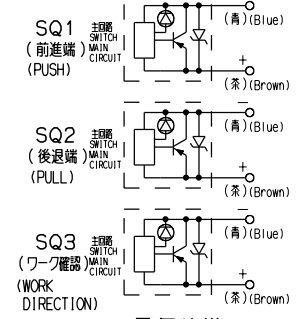 SQ1
(前進端)
(PUSH)
主回路
SWITCH
MAIN
CIRCUIT
(青)(Blue)
+
(茶)(Brown)
SQ2
(後退端)
(PULL)
主回路
SWITCH
MAIN
CIRCUIT
−
(青)(Blue)
+
(茶)(Brown)
SQ3
(ワーク確認)
(WORK
DIRECTION)
主回路
SWITCH
MAIN
CIRCUIT
−
(青)(Blue)
+
(茶)(Brown)